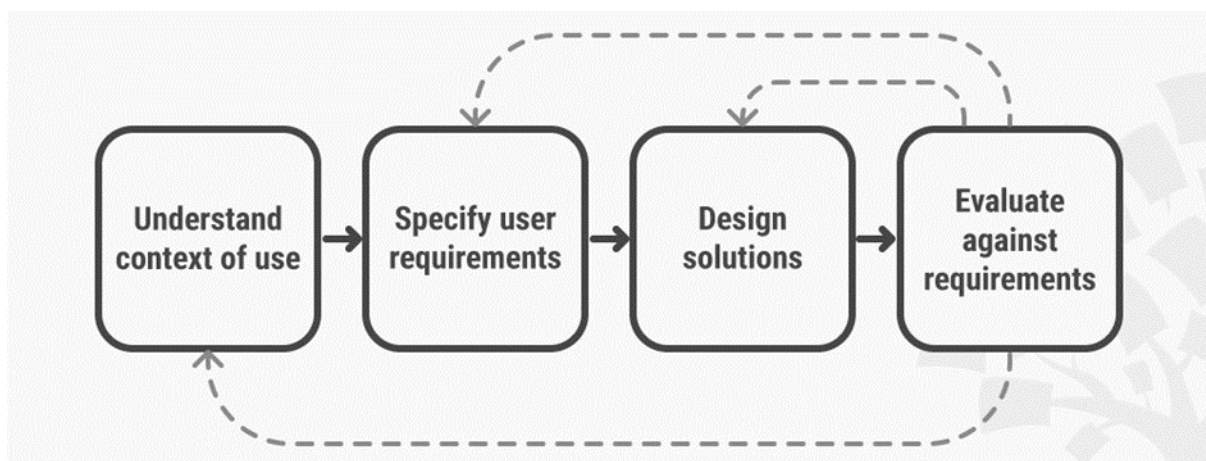 Understand
context of use
Specify user
requirements
Design
solutions
Evaluate
against
requirements